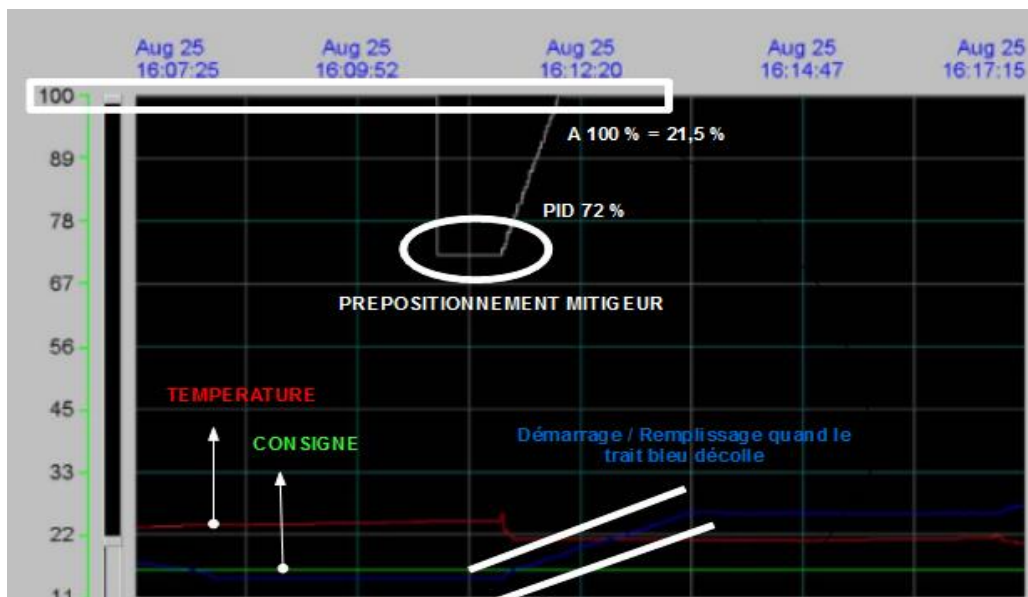 Aug 25 Aug 25 Aug 25 Aug 25 Aug 25
16:07:25 16:09:52 16:12:20 16:14:47 16:17:15
100
A 100 % = 21,5 %
89
PID 72 %
78
67
PREPOSITIONNEMENT MITIGEUR
56
TEMPERATURE
45
CONSIGNE
Démarrage / Remplissage quand le
trait bleu décolle
33
22
11